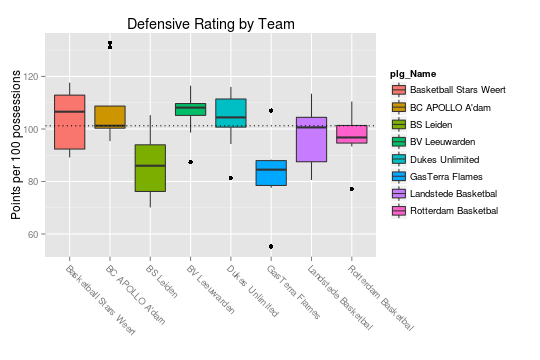 Defensive Rating by Team
Points per 100 possessions
120
100
80
60
Basketball Stars Weert
BC APOLLO A'dam
BS Leiden
BV Leeuwarden
Dukes Unlimited
GasTerra Flames
Landstede Basketbal
Rotterdam Basketbal
plg_Name
Basketball Stars Weert
BC APOLLO A'dam
BS Leiden
BV Leeuwarden
Dukes Unlimited
GasTerra Flames
Landstede Basketbal
Rotterdam Basketbal